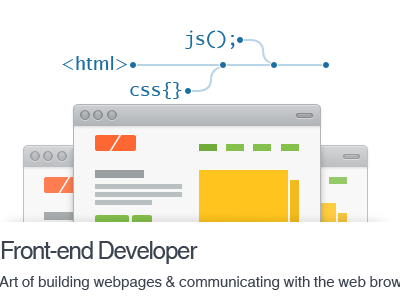 js();
<html>
css{}
Front-end Developer
Art of building webpages & communicating with the web brow